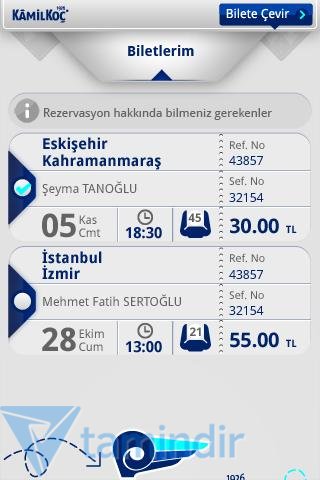 1926
KÂMİLKOÇ
Bilete Çevir
Biletlerim
Rezervasyon hakkında bilmeniz gerekenler
Eskişehir
Kahramanmaraş
Ref. No
43857
Şeyma TANOĞLU
Sef. No
32154
05 Kas
Cmt
18:30
45
30.00 TL
İstanbul
İzmir
Ref. No
43857
Mehmet Fatih SERTOĞLU
Sef. No
32154
28 Ekim
Cum
13:00
21
55.00 TL
tamindir
1926